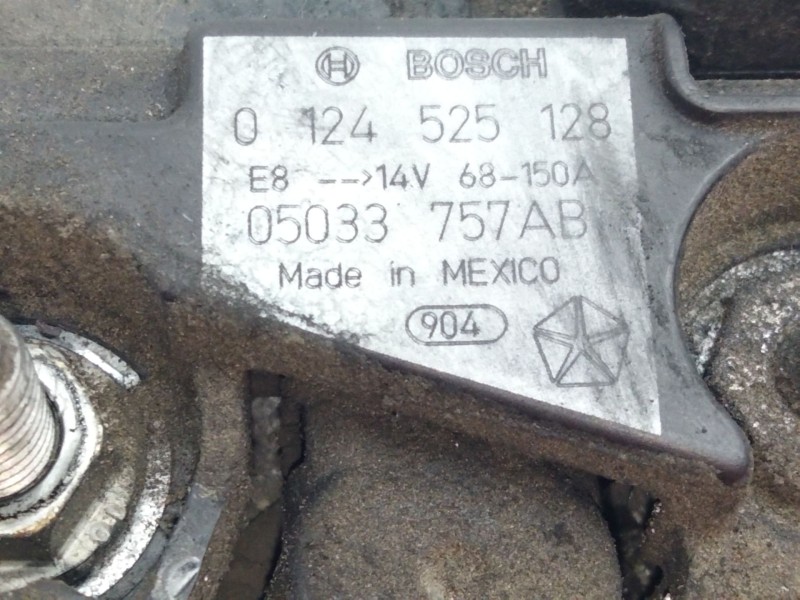 BOSCH
0 124 525 128
E8 -->14V 68-150A
05033 757AB
Made in MEXICO
904